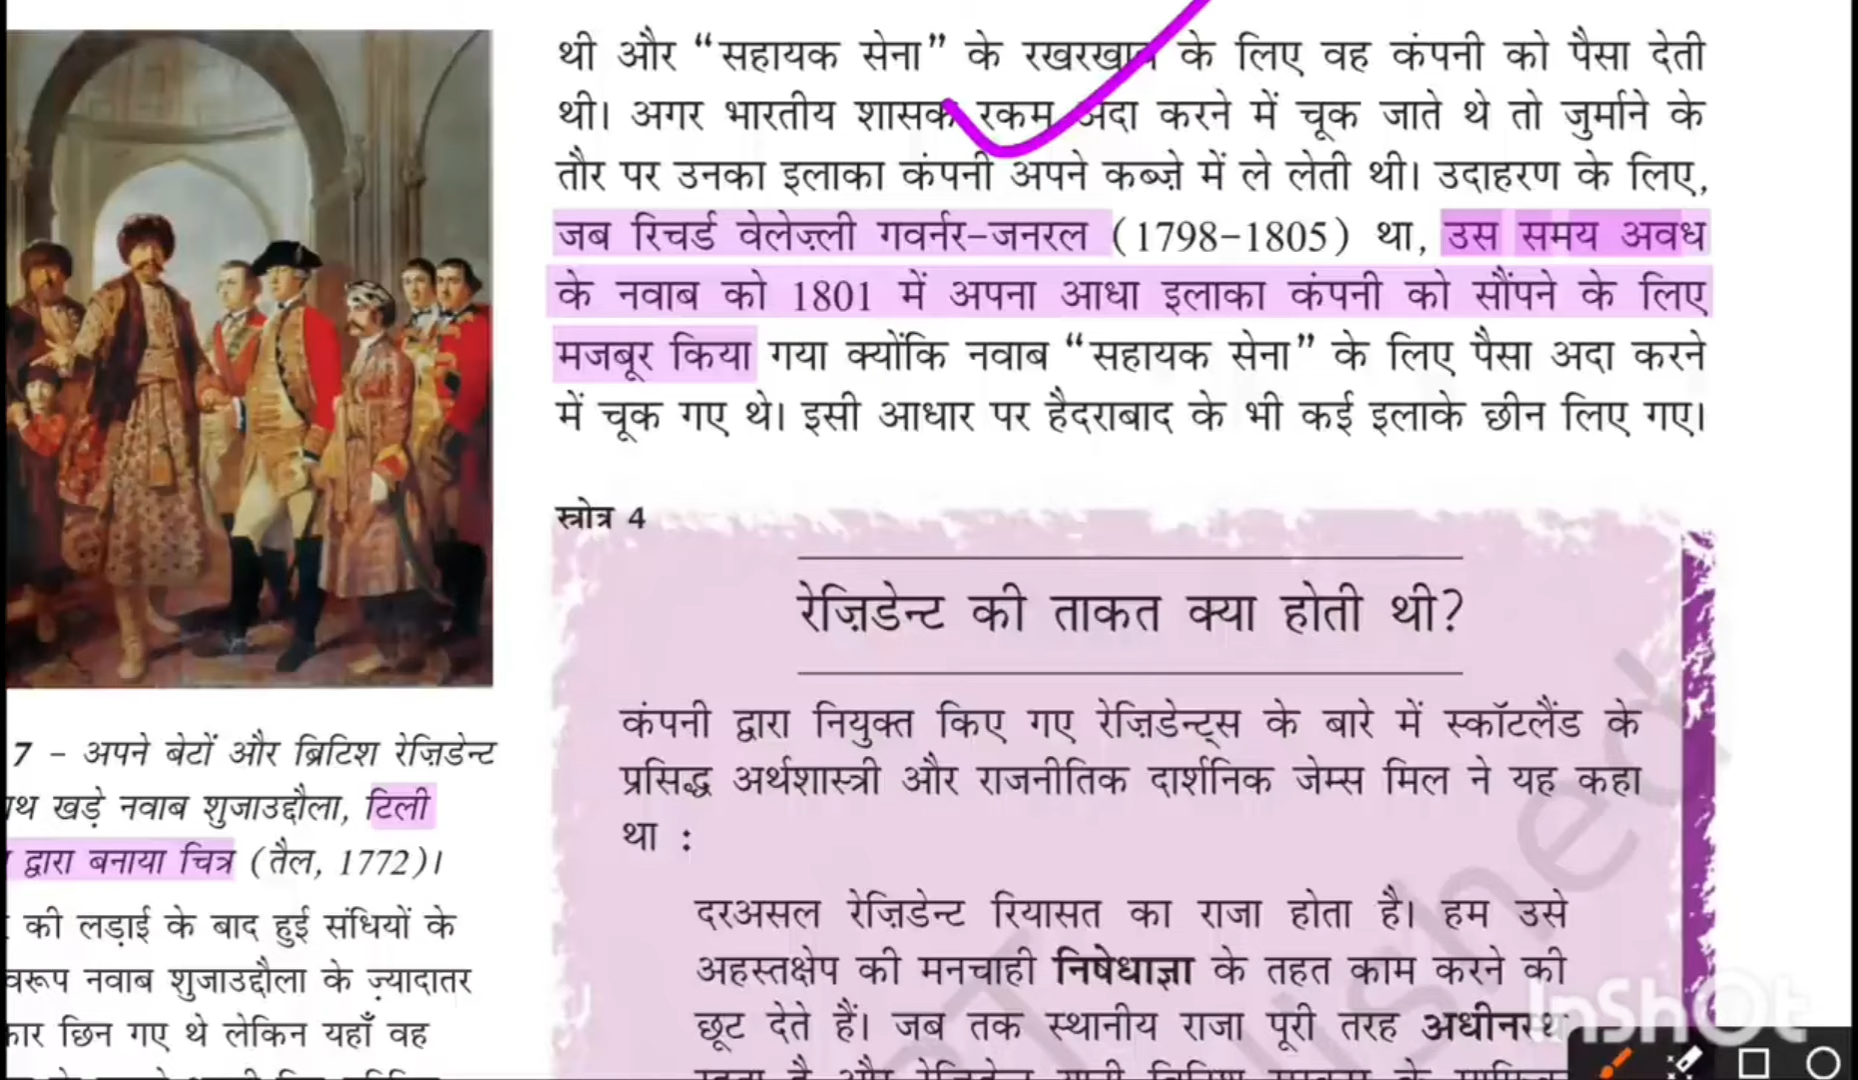 थी और “सहायक सेना” के रखरखाव के लिए वह कंपनी को पैसा देती
थी। अगर भारतीय शासक रकम अदा करने में चूक जाते थे तो जुर्माने के
तौर पर उनका इलाका कंपनी अपने कब्ज़े में ले लेती थी। उदाहरण के लिए,
जब रिचर्ड वेलेज़्ली गवर्नर-जनरल (1798-1805) था, उस समय अवध
के नवाब को 1801 में अपना आधा इलाका कंपनी को सौंपने के लिए
मजबूर किया गया क्योंकि नवाब “सहायक सेना” के लिए पैसा अदा करने
में चूक गए थे। इसी आधार पर हैदराबाद के भी कई इलाके छीन लिए गए।
स्त्रोत्र 4
रेज़िडेन्ट की ताकत क्या होती थी?
कंपनी द्वारा नियुक्त किए गए रेज़िडेन्ट्स के बारे में स्कॉटलैंड के
प्रसिद्ध अर्थशास्त्री और राजनीतिक दार्शनिक जेम्स मिल ने यह कहा
था :
दरअसल रेज़िडेन्ट रियासत का राजा होता है। हम उसे
अहस्तक्षेप की मनचाही निषेधाज्ञा के तहत काम करने की
छूट देते हैं। जब तक स्थानीय राजा पूरी तरह अधीनस्थ
7 - अपने बेटों और ब्रिटिश रेज़िडेन्ट
खड़े नवाब शुजाउद्दौला, टिली
द्वारा बनाया चित्र (तैल, 1772)।
की लड़ाई के बाद हुई संधियों के
नवाब शुजाउद्दौला के ज़्यादातर
छिन गए थे लेकिन यहाँ वह
InShOt